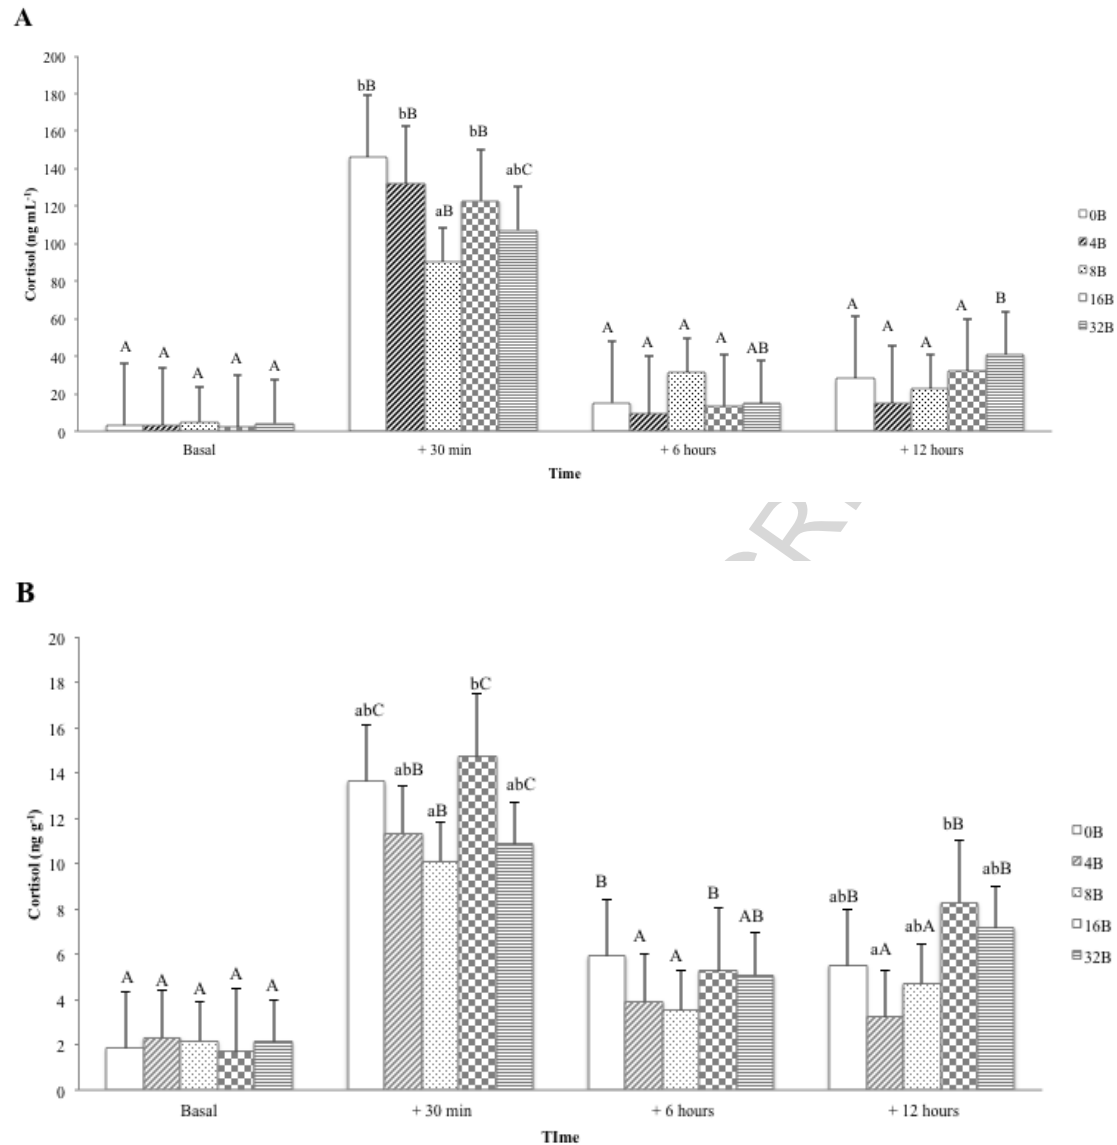 A
200
180
160
140
120
100
80
60
40
20
0
Cortisol (ng mL-1)
A A A A A
bB bB aB bB abC
A A A A AB
A A A A B
Basal + 30 min + 6 hours + 12 hours
Time
0B
4B
8B
16B
32B
CRI
B
20
18
16
14
12
10
8
6
4
2
0
Cortisol (ng g-1)
A A A A A
abC abB aB bC abC
B A A B AB
abB aA abA bB abB
Basal + 30 min + 6 hours + 12 hours
TIme
0B
4B
8B
16B
32B